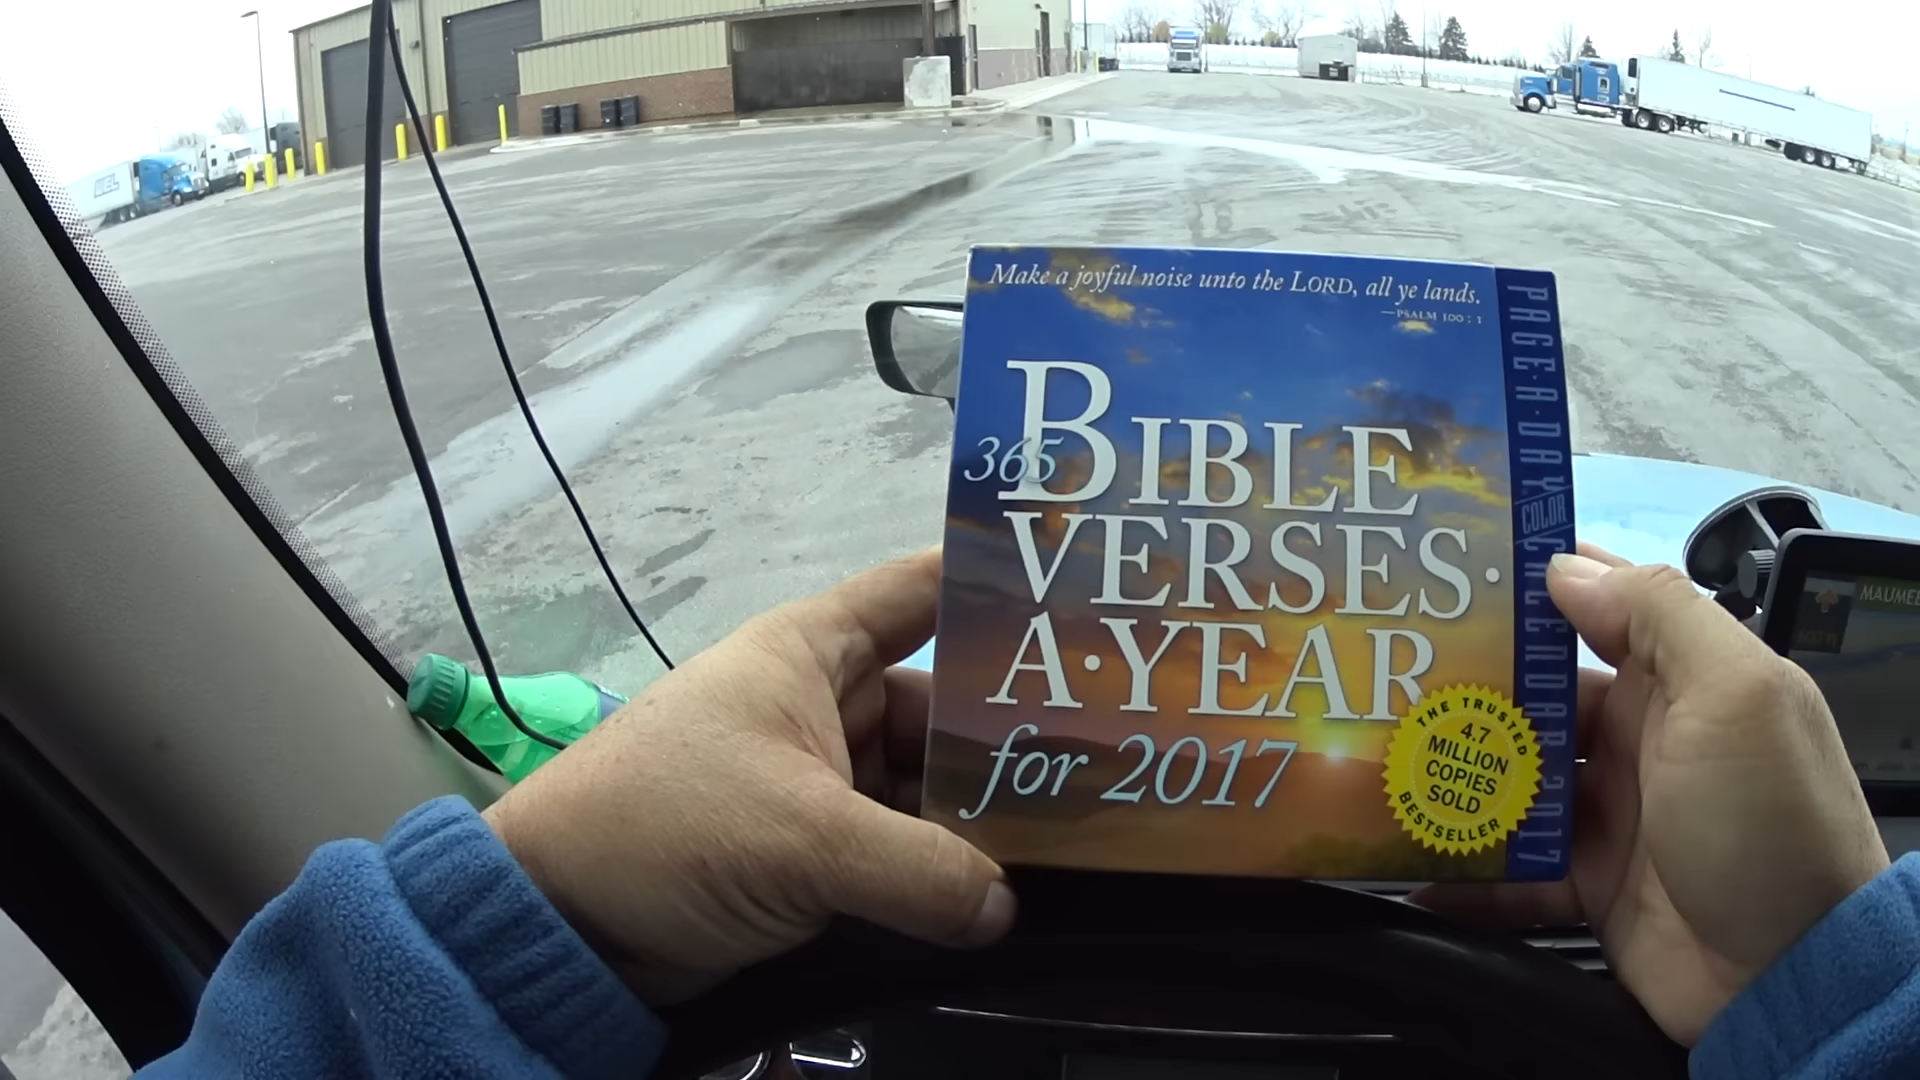 Make a joyful noise unto the LORD, all ye lands.
—PSALM 100:1
365
BIBLE
VERSES·
A·YEAR
for 2017
THE TRUSTED
4.7
MILLION
COPIES
SOLD
BESTSELLER
PAGE·A·DAY COLOR CALENDAR 2017
WEL